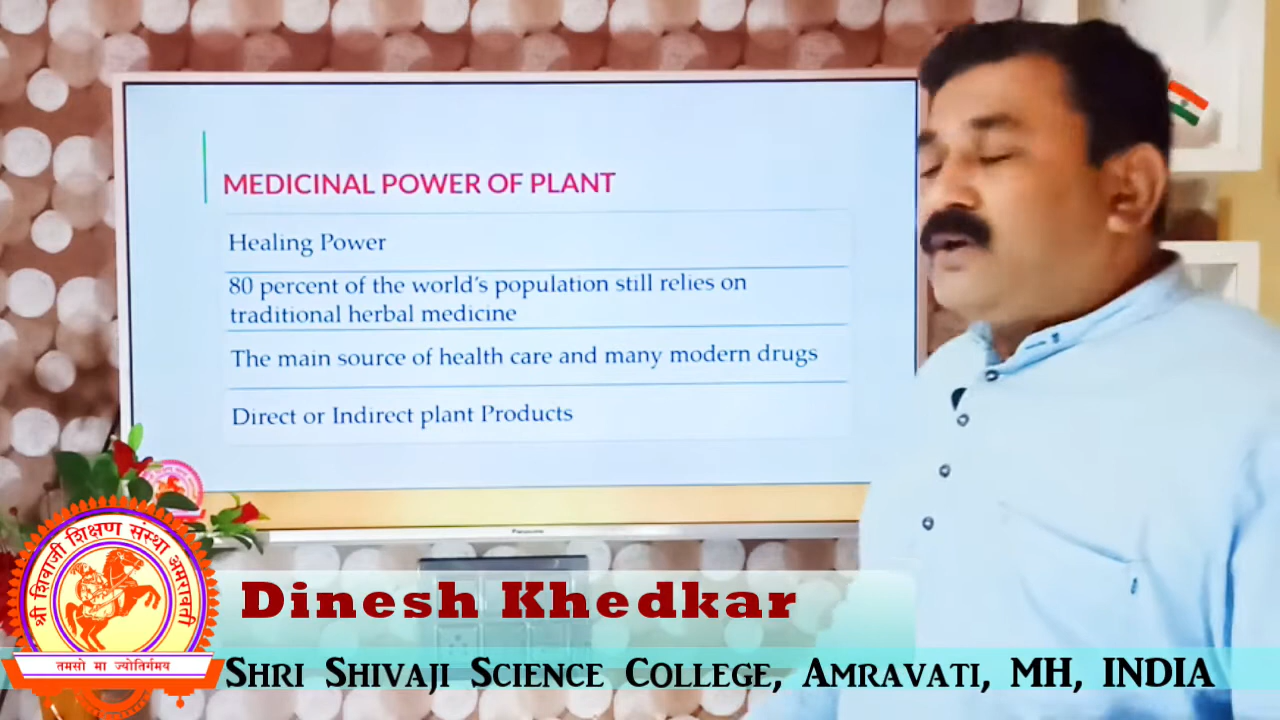 MEDICINAL POWER OF PLANT
Healing Power
80 percent of the world's population still relies on
traditional herbal medicine
The main source of health care and many modern drugs
Direct or Indirect plant Products
Panasonic
श्री शिवाजी शिक्षण संस्था अमरावती
तमसो मा ज्योतिर्गमय
Dinesh Khedkar
SHRI SHIVAJI SCIENCE COLLEGE, AMRAVATI, MH, INDIA